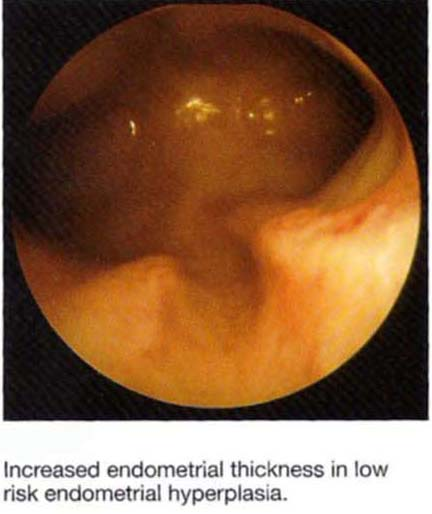 Increased endometrial thickness in low
risk endometrial hyperplasia.